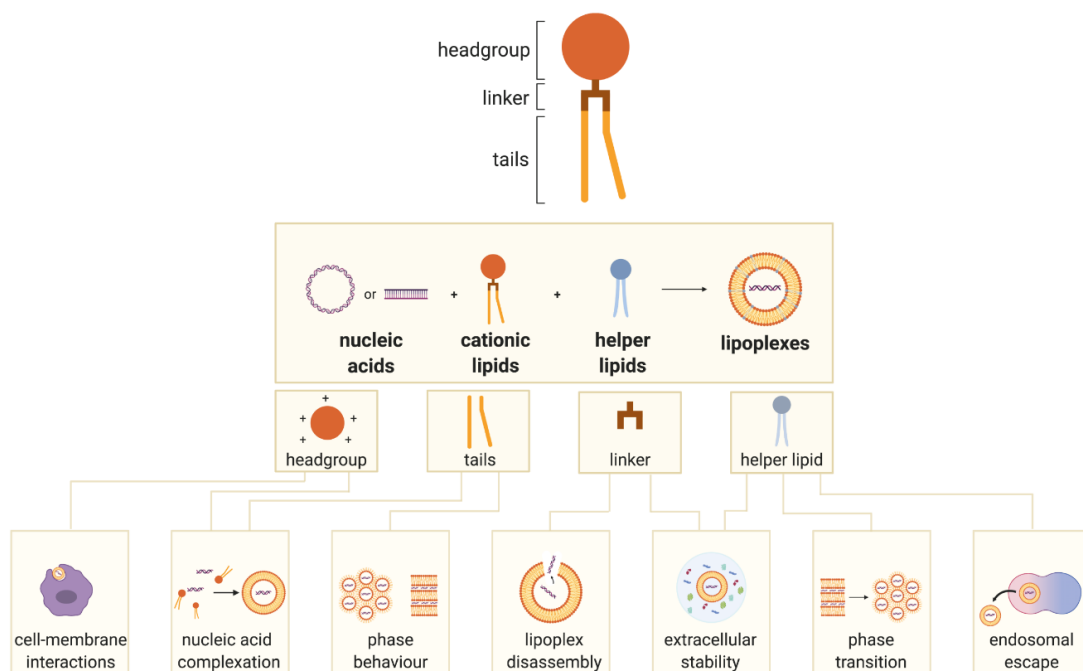 headgroup
linker
tails
or
+
+
nucleic
acids
cationic
lipids
helper
lipids
lipoplexes
+
+ +
+ +
headgroup
tails
linker
helper lipid
cell-membrane
interactions
nucleic acid
complexation
phase
behaviour
lipoplex
disassembly
extracellular
stability
phase
transition
endosomal
escape